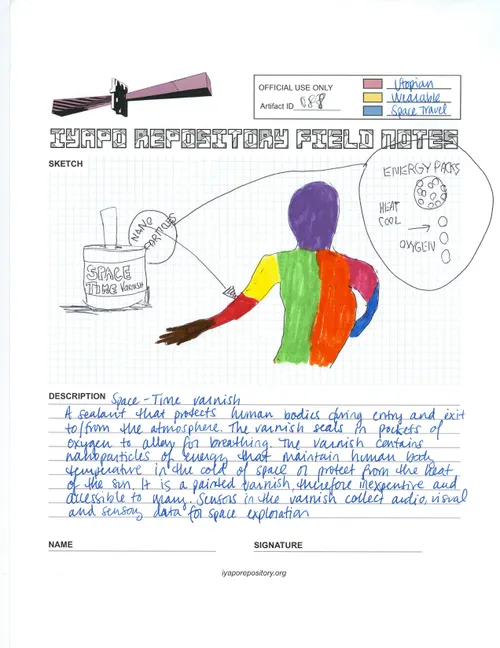 OFFICIAL USE ONLY
Artifact ID 087
Utopian
Wearable
Space Travel
IYAPO REPOSITORY FIELD NOTES
SKETCH
ENERGY PACKS
HEAT
COOL
OXYGEN
NANO
PARTICLES
SPACE
TIME VARNISH
DESCRIPTION Space-Time varnish
A sealant that protects human bodies during entry and exit
to/from the atmosphere. The varnish seals in pockets of
oxygen to allow for breathing. The varnish contains
nanoparticles of energy that maintain human body
temperature in the cold of space or protect from the heat
of the sun. It is a painted varnish, therefore inexpensive and
accessible to many. Sensors in the varnish collect audio, visual
and sensory data for space exploration
NAME
SIGNATURE
iyaporepository.org